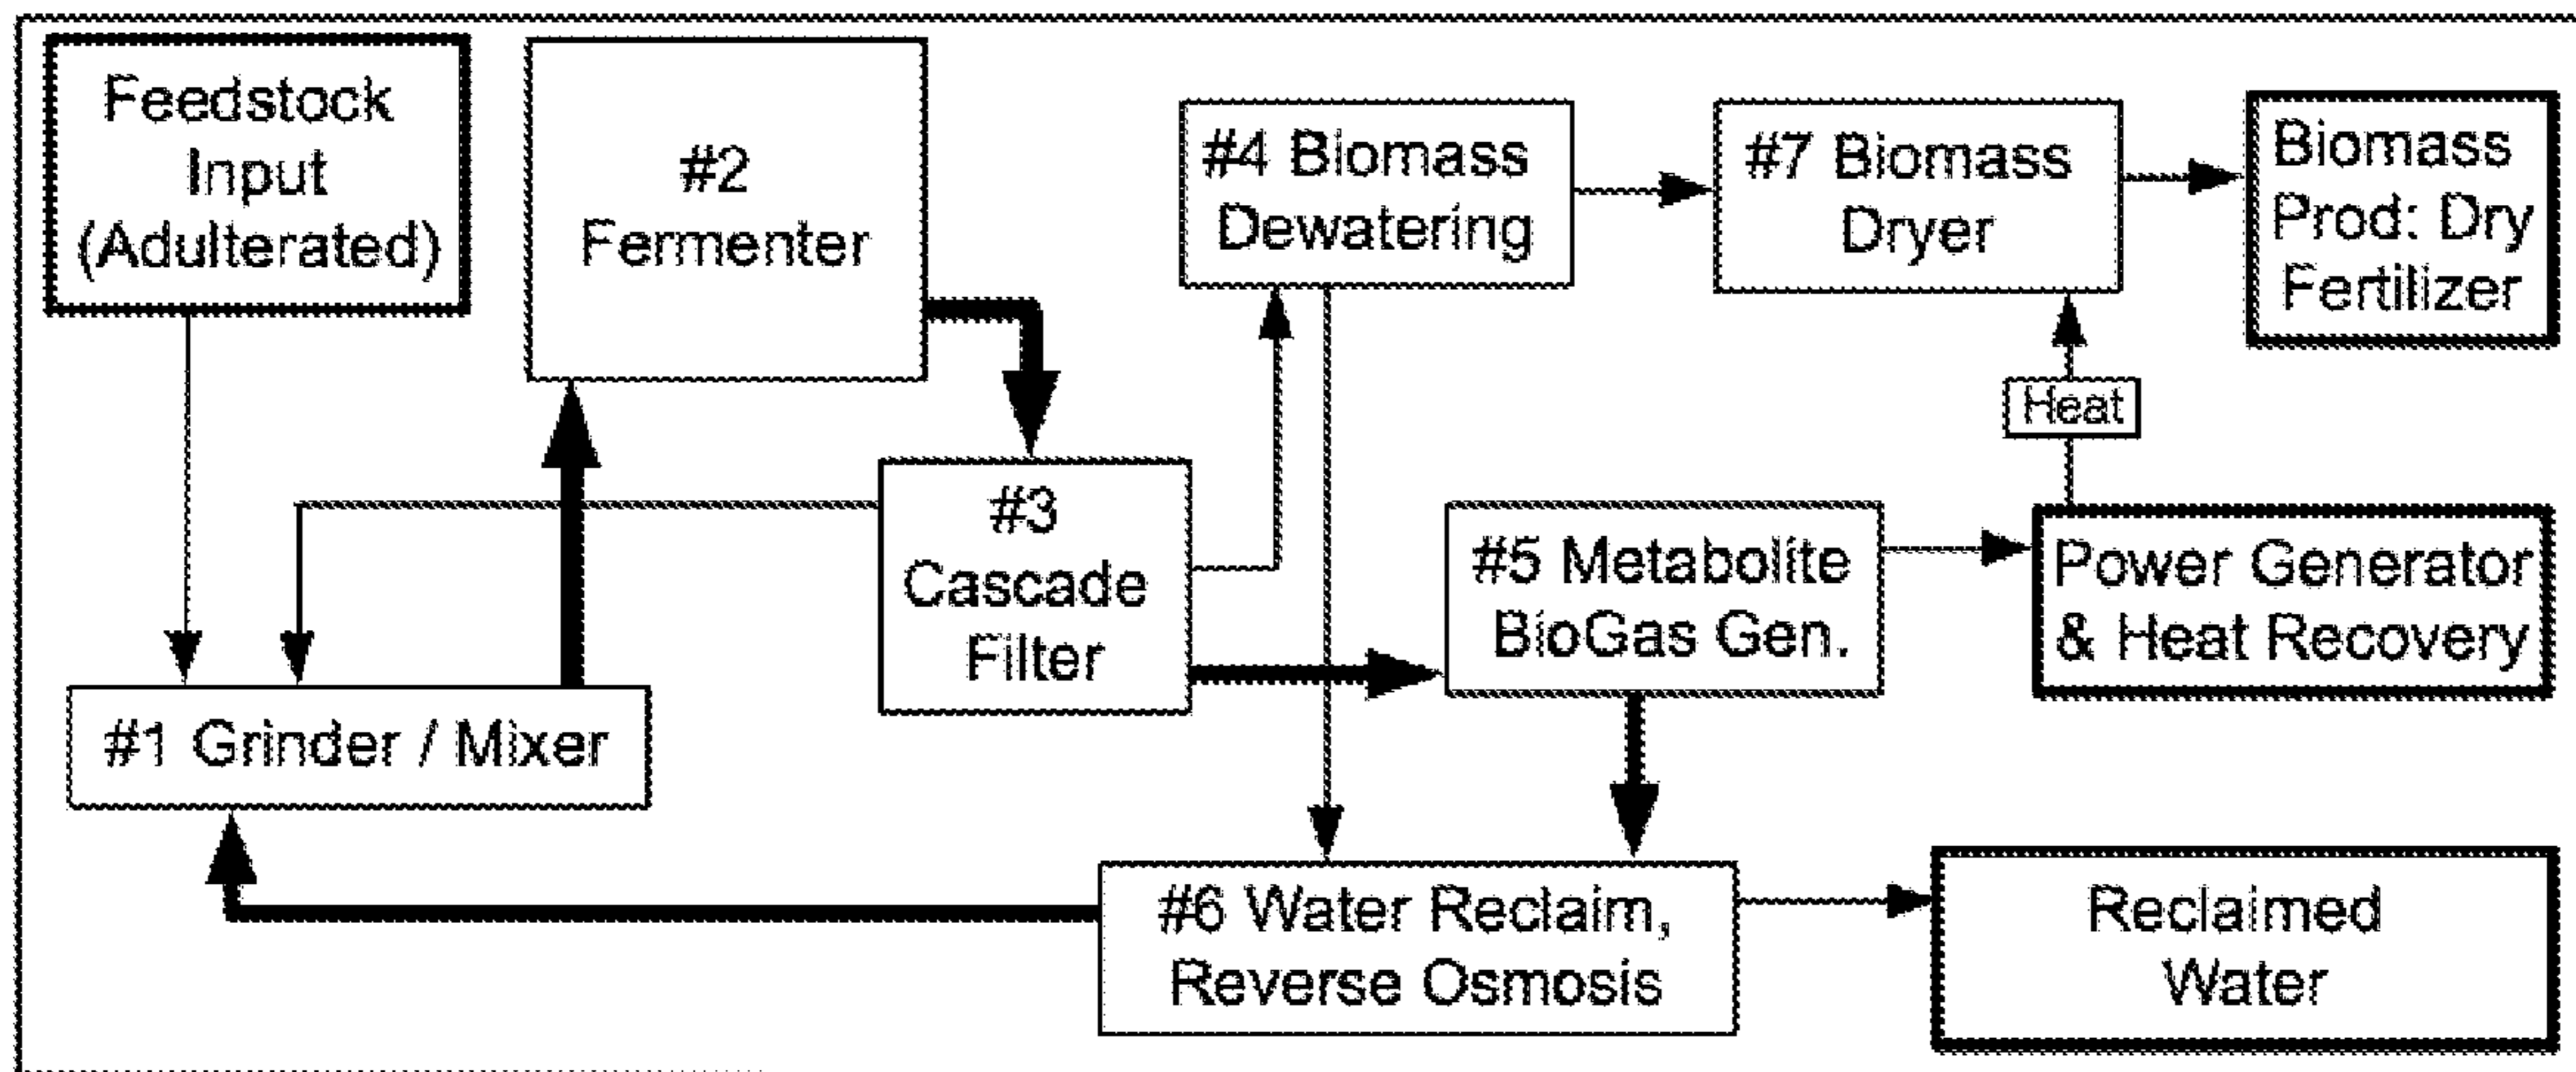 Feedstock
Input
(Adulterated)
#2
Fermenter
#4 Biomass
Dewatering
#7 Biomass
Dryer
Biomass
Prod: Dry
Fertilizer
Heat
#3
Cascade
Filter
#5 Metabolite
BioGas Gen.
Power Generator
& Heat Recovery
#1 Grinder / Mixer
#6 Water Reclaim,
Reverse Osmosis
Reclaimed
Water